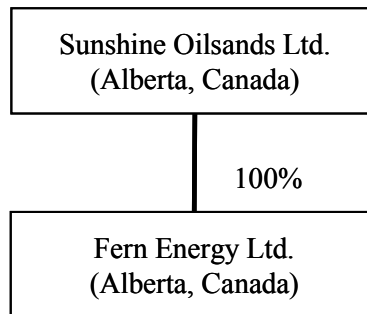 Sunshine Oilsands Ltd.
(Alberta, Canada)
100%
Fern Energy Ltd.
(Alberta, Canada)